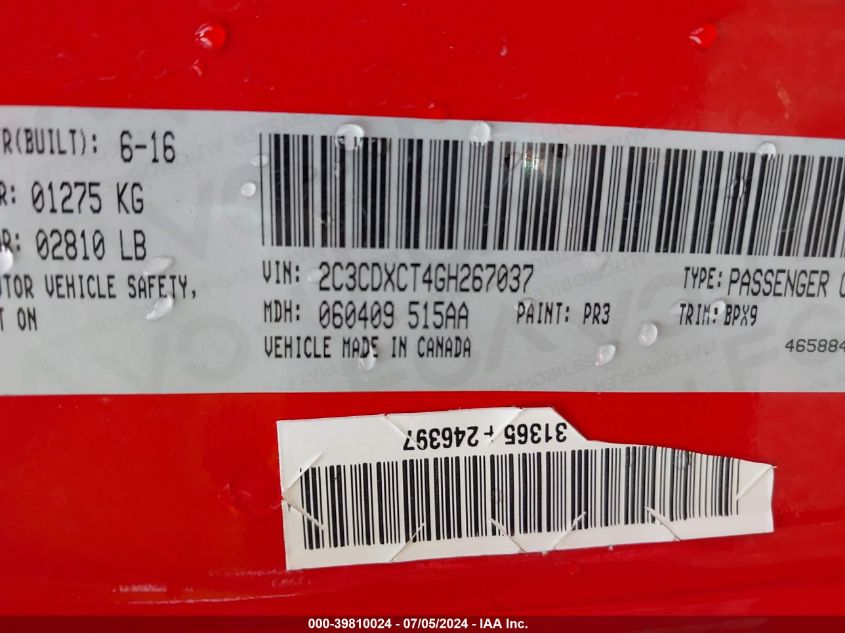 R(BUILT): 6-16
R: 01275 KG
R: 02810 LB
TOR VEHICLE SAFETY,
T ON
VIN: 2C3CDXCT4GH267037
TYPE: PASSENGER
MDH: 060409 515AA
PAINT: PR3
TRIM: BPX9
VEHICLE MADE IN CANADA
465884
31365 + 246397
000-39810024 / 07/05/2024 - IAA Inc.